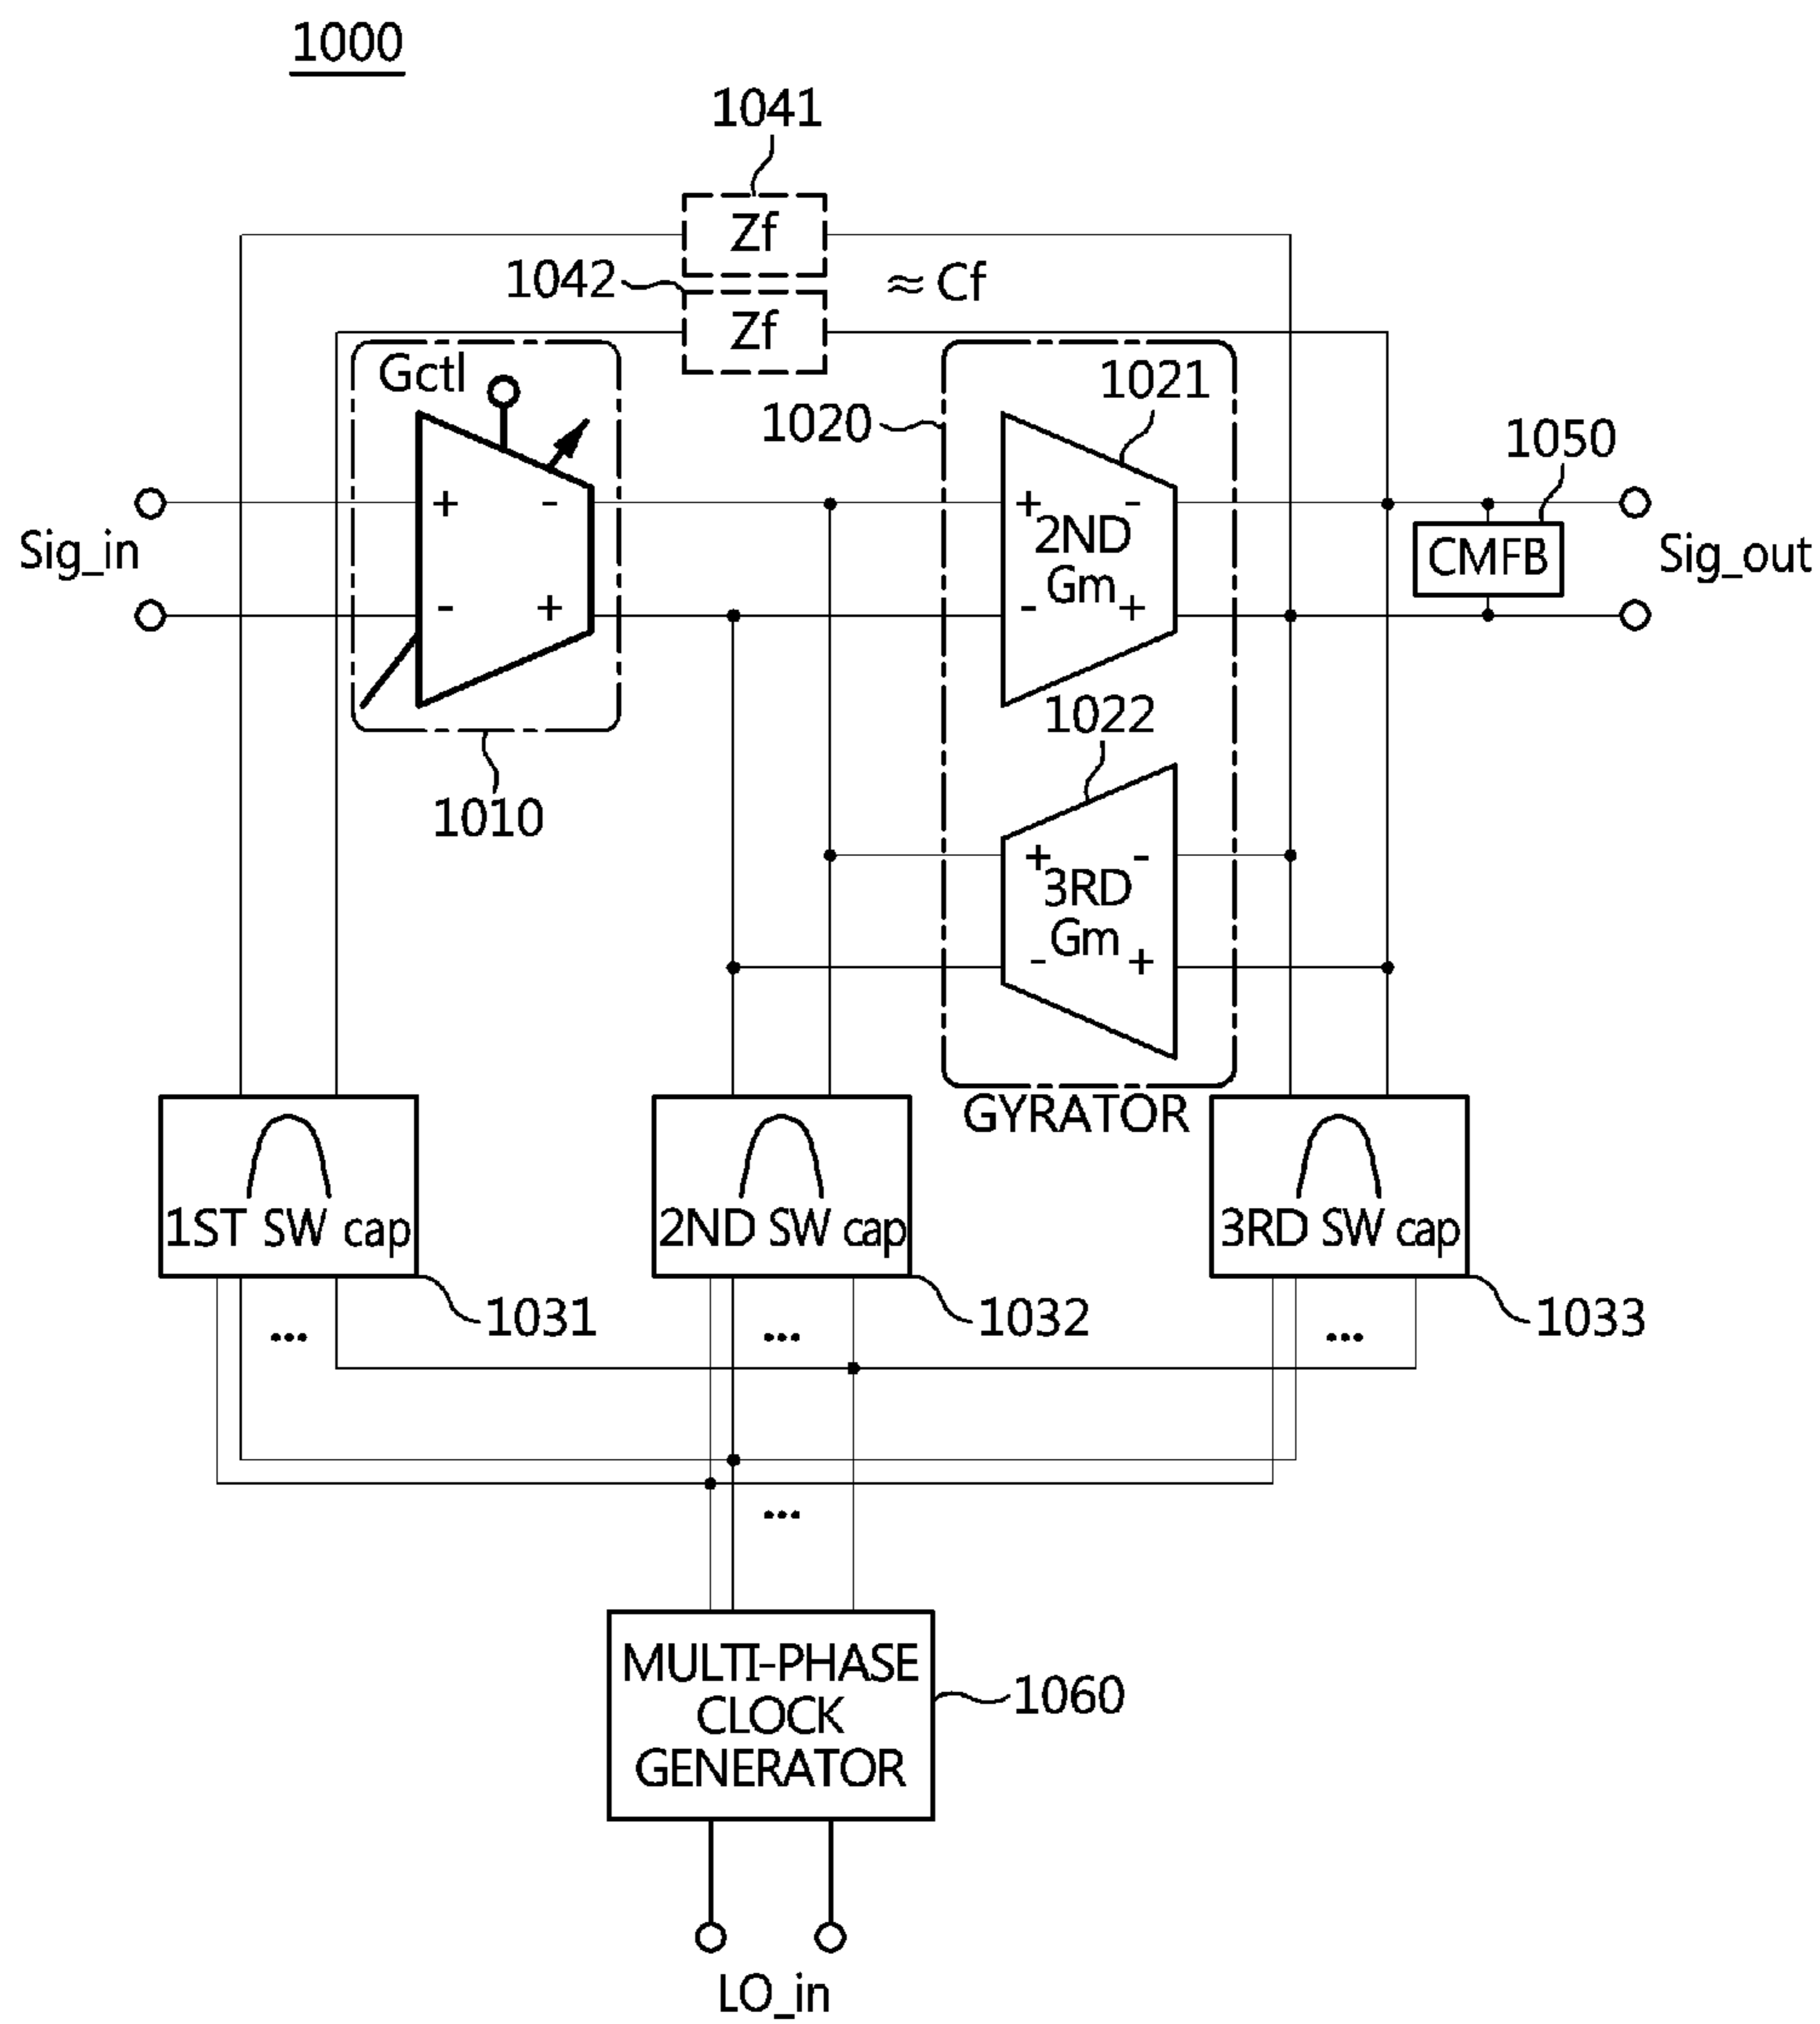 1000
1041
Zf
1042
≈ Cf
Zf
Gctl
1021
1020
1050
+
-
+
-
2ND
Gm
CMFB
Sig_in
Sig_out
-
+
-
+
1022
1010
+
-
3RD
Gm
-
+
GYRATOR
1ST SW cap
2ND SW cap
3RD SW cap
1031
1032
1033
...
...
...
...
MULTI-PHASE
CLOCK
GENERATOR
1060
LO_in